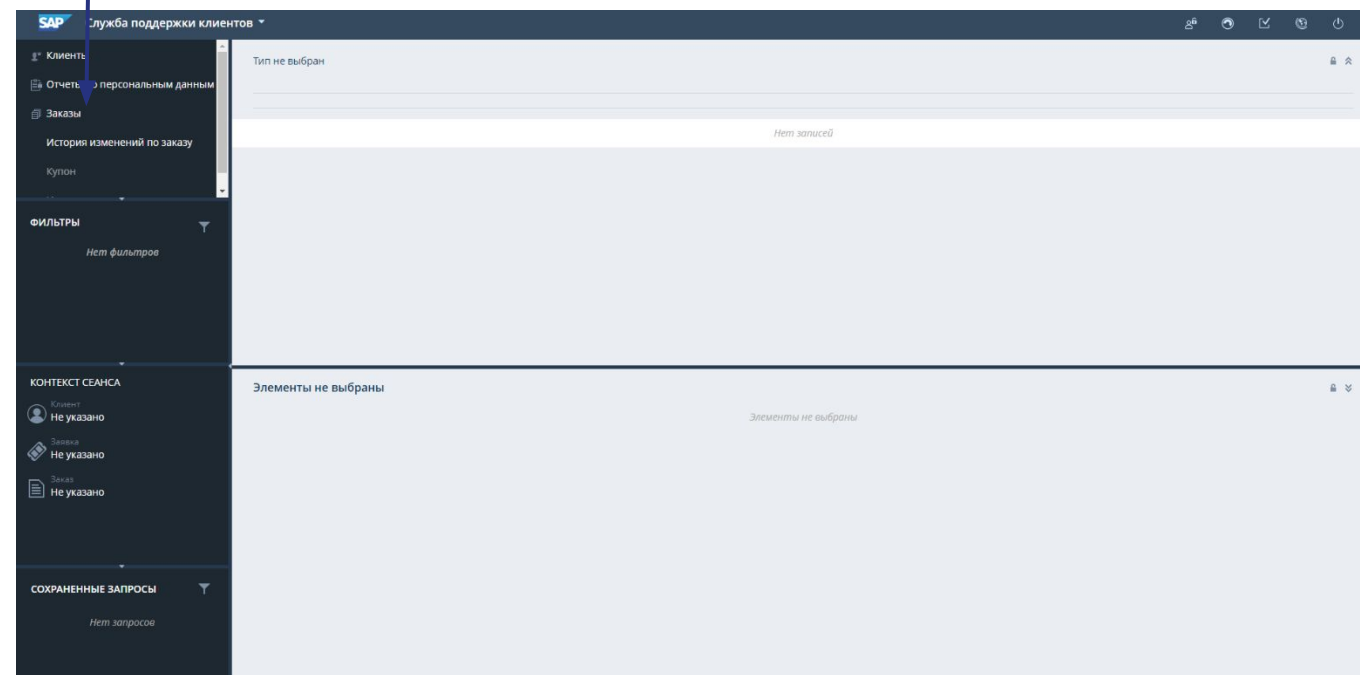 SAP Служба поддержки клиентов
Клиенты
Отчеты по персональным данным
Заказы
История изменений по заказу
Купон
ФИЛЬТРЫ
Нет фильтров
КОНТЕКСТ СЕАНСА
Клиент
Не указано
Заявка
Не указано
Заказ
Не указано
СОХРАНЕННЫЕ ЗАПРОСЫ
Нет запросов
Тип не выбран
Нет записей
Элементы не выбраны
Элементы не выбраны